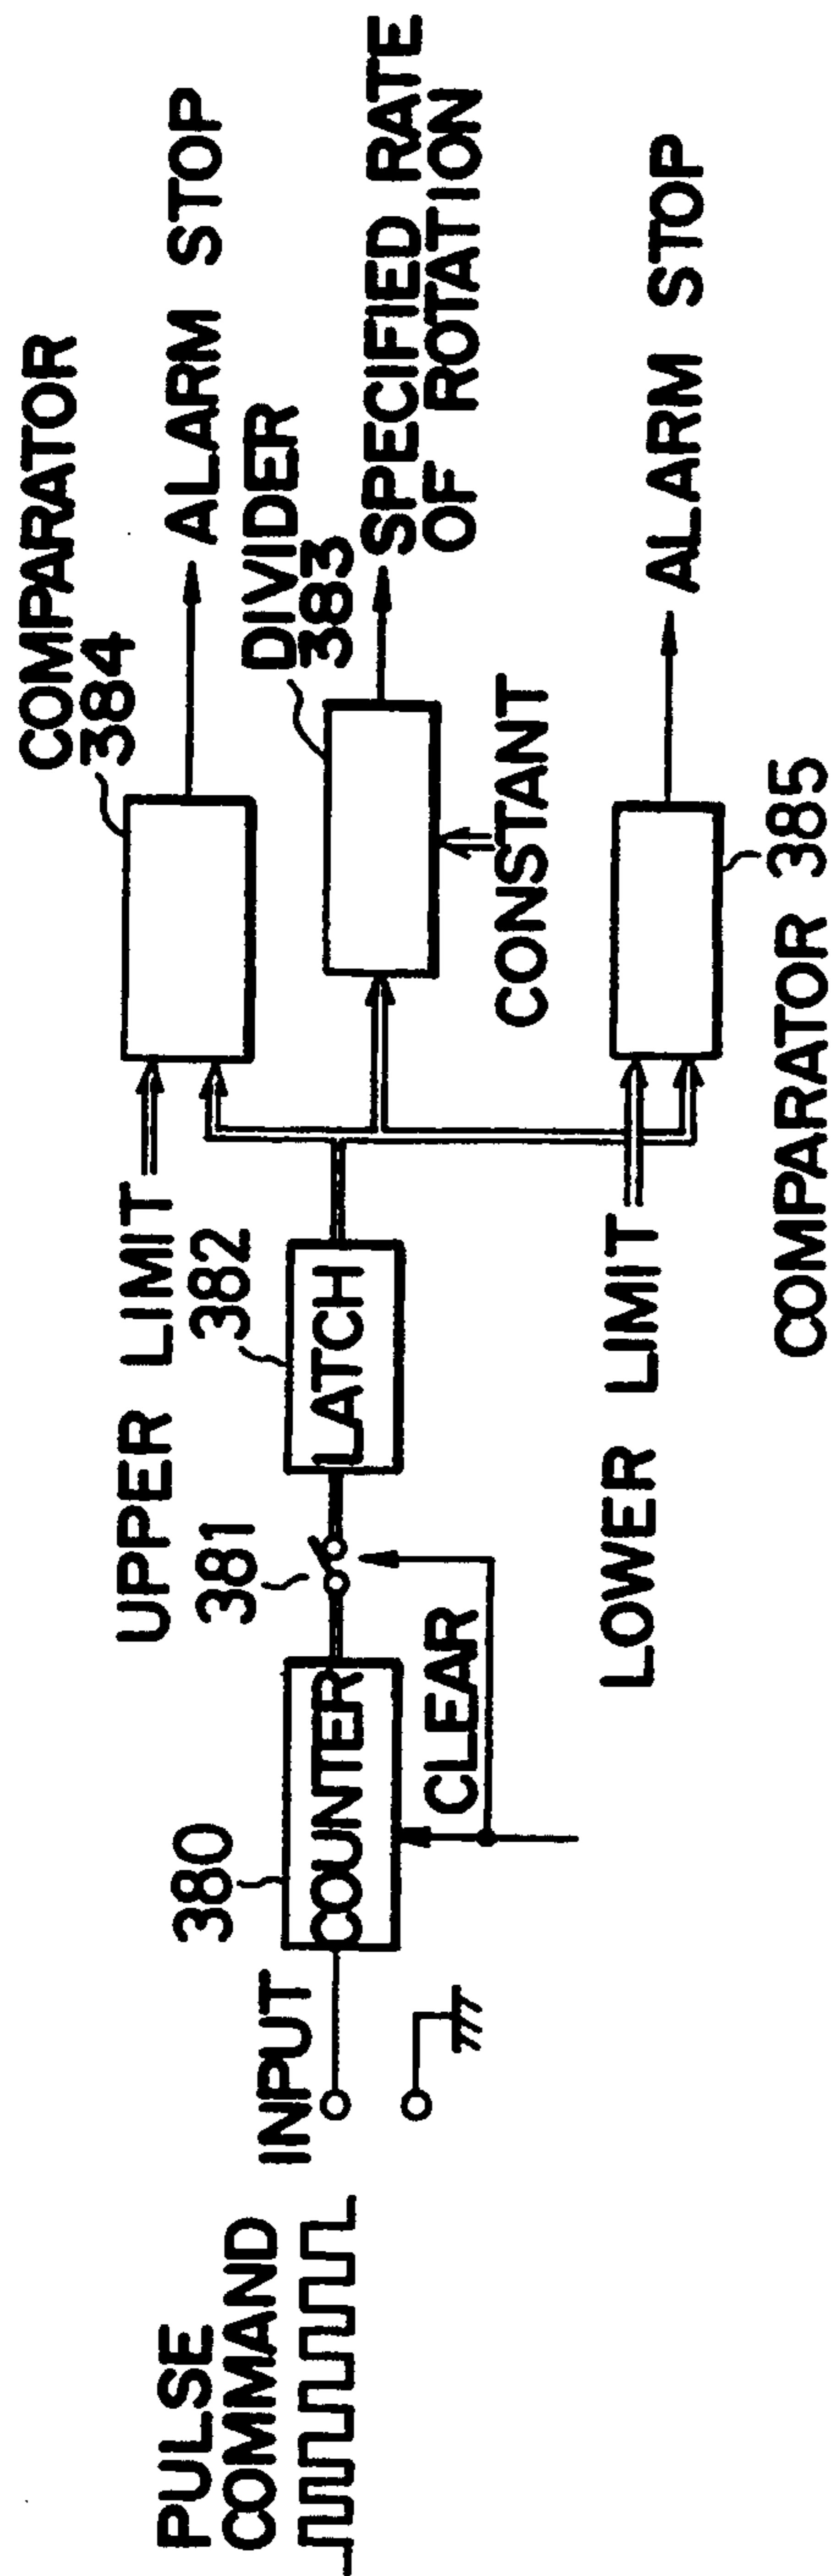 PULSE
COMMAND
INPUT
380
COUNTER
CLEAR
381
382
LATCH
UPPER LIMIT
COMPARATOR
384
ALARM STOP
DIVIDER
383
SPECIFIED RATE
OF ROTATION
CONSTANT
LOWER LIMIT
COMPARATOR 385
ALARM STOP